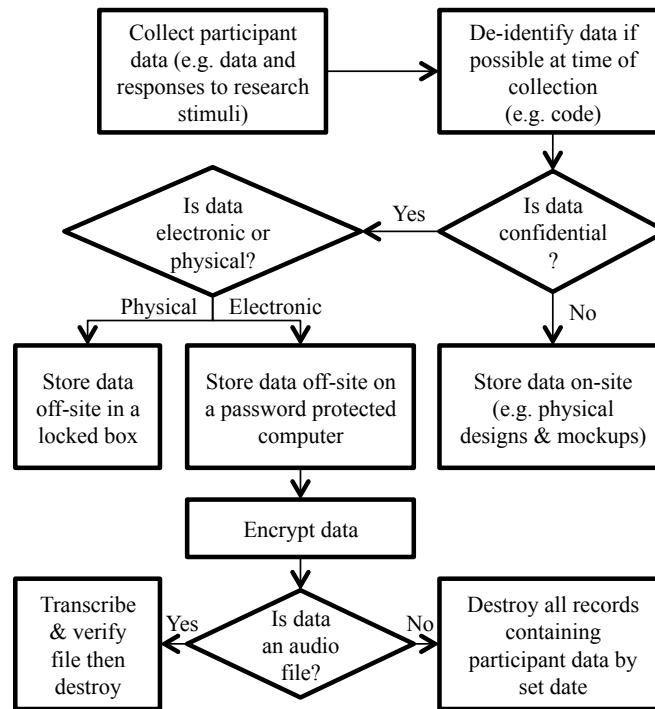 Collect participant
data (e.g. data and
responses to research
stimuli)
De-identify data if
possible at time of
collection
(e.g. code)
Is data
confidential
?
Yes
Is data
electronic or
physical?
No
Physical
Electronic
Store data
off-site in a
locked box
Store data off-site on
a password protected
computer
Store data on-site
(e.g. physical
designs & mockups)
Encrypt data
Is data
an audio
file?
Yes
No
Transcribe
& verify
file then
destroy
Destroy all records
containing
participant data by
set date